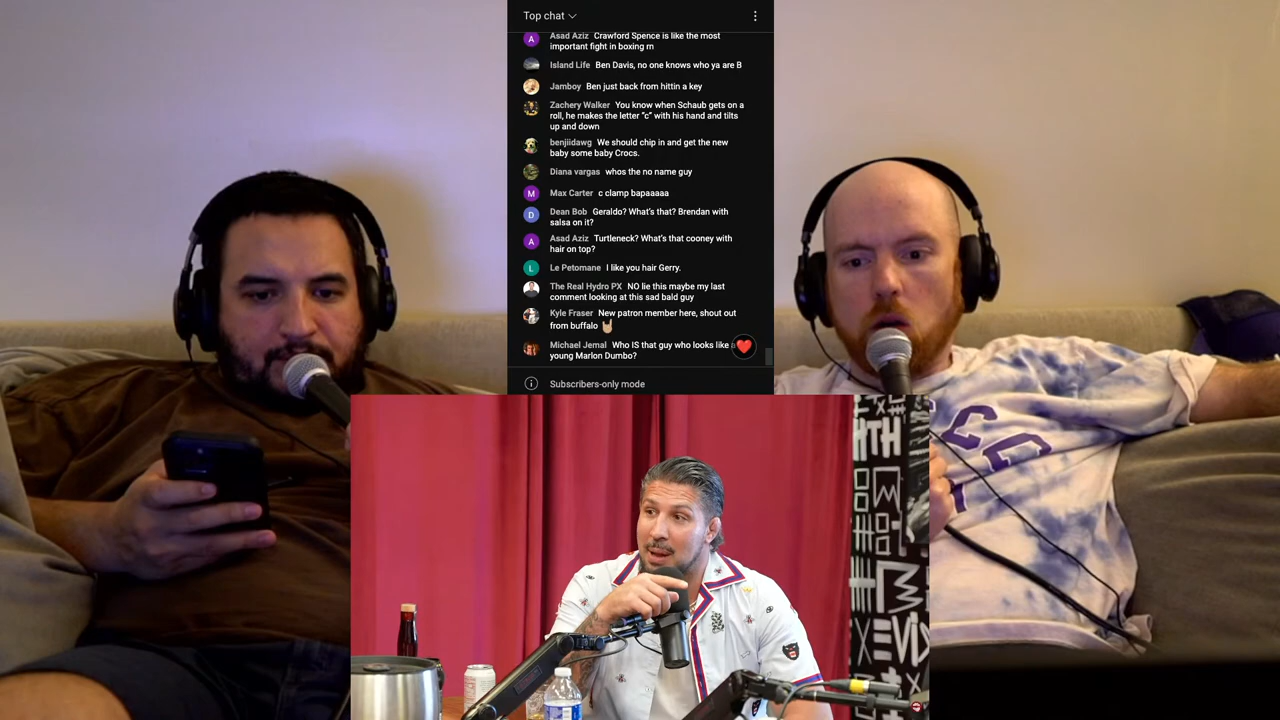 Top chat
Asad Aziz Crawford Spence is like the most
important fight in boxing rn
Island Life Ben Davis, no one knows who ya are B
Jamboy Ben just back from hittin a key
Zachery Walker You know when Schaub gets on a
roll, he makes the letter "c" with his hand and tilts
up and down
benjiidawg We should chip in and get the new
baby some baby Crocs.
Diana vargas whos the no name guy
M
Max Carter c clamp bapaaaaa
D
Dean Bob Geraldo? What's that? Brendan with
salsa on it?
A
Asad Aziz Turtleneck? What's that cooney with
hair on top?
L
Le Petomane I like you hair Gerry.
The Real Hydro PX NO lie this maybe my last
comment looking at this sad bald guy
Kyle Fraser New patron member here, shout out
from buffalo 🤘🏼
Michael Jemal Who IS that guy who looks like a
young Marlon Dumbo?
Subscribers-only mode